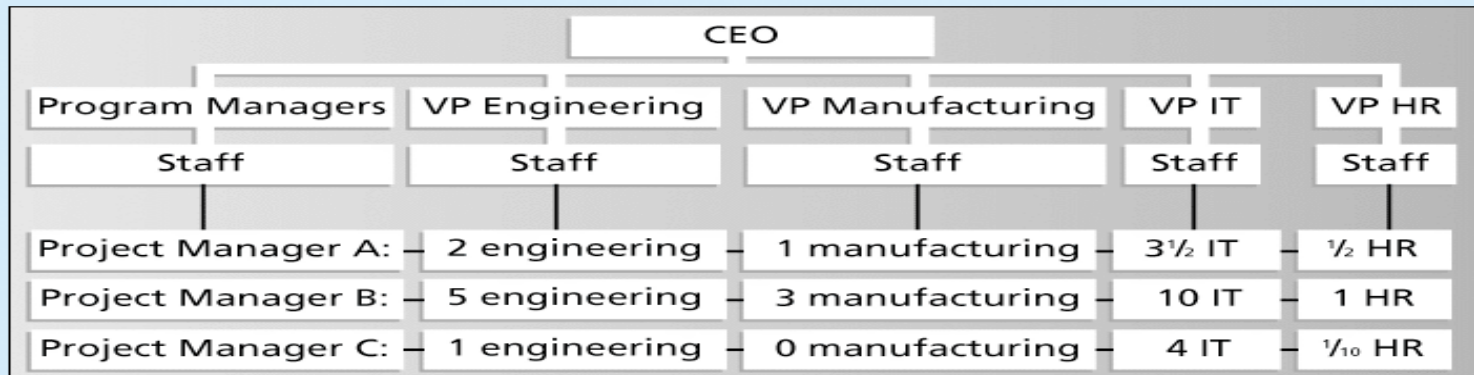 CEO
Program Managers VP Engineering VP Manufacturing VP IT VP HR
Staff Staff Staff Staff Staff
Project Manager A: 2 engineering 1 manufacturing 3½ IT ½ HR
Project Manager B: 5 engineering 3 manufacturing 10 IT 1 HR
Project Manager C: 1 engineering 0 manufacturing 4 IT ⅒ HR